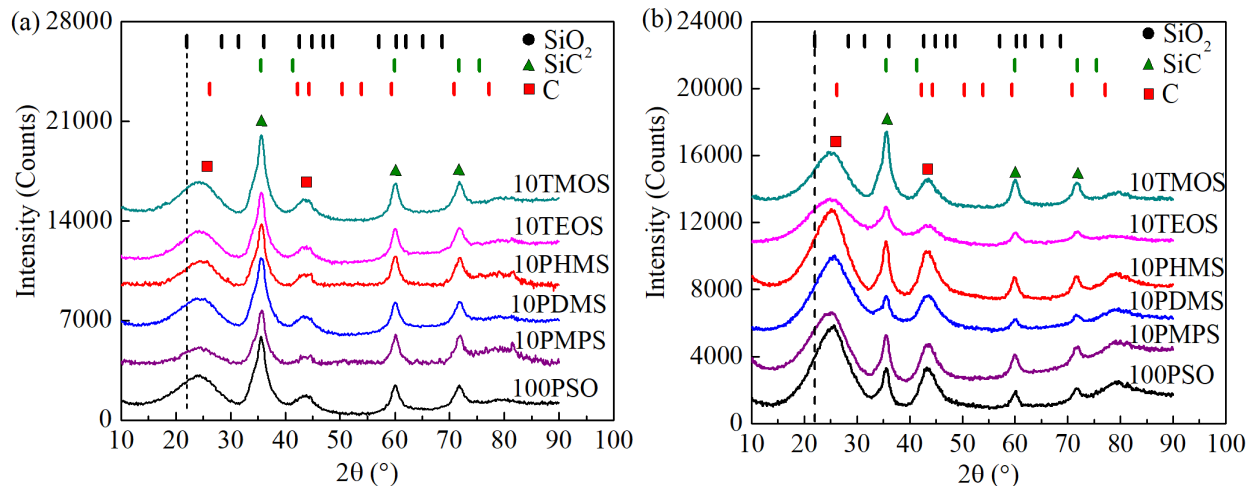 (a)
28000
21000
14000
7000
0
Intensity (Counts)
SiO2
SiC
C
10TMOS
10TEOS
10PHMS
10PDMS
10PMPS
100PSO
10 20 30 40 50 60 70 80 90 100
2θ (°)
(b)
24000
20000
16000
12000
8000
4000
0
Intensity (Counts)
SiO2
SiC
C
10TMOS
10TEOS
10PHMS
10PDMS
10PMPS
100PSO
10 20 30 40 50 60 70 80 90 100
2θ (°)